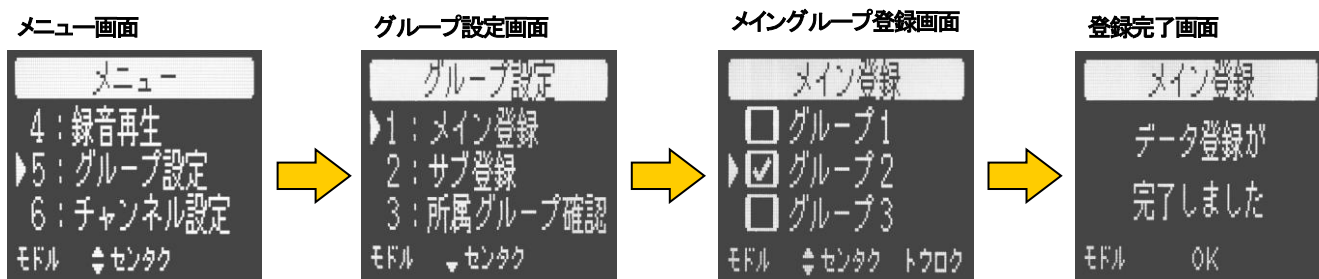 メニュー画面
メニュー
4：録音再生
5：グループ設定
6：チャンネル設定
モドル センタク
グループ設定画面
グループ設定
1：メイン登録
2：サブ登録
3：所属グループ確認
モドル センタク
メイングループ登録画面
メイン登録
グループ1
グループ2
グループ3
モドル センタク トウロク
登録完了画面
メイン登録
データ登録が
完了しました
モドル OK